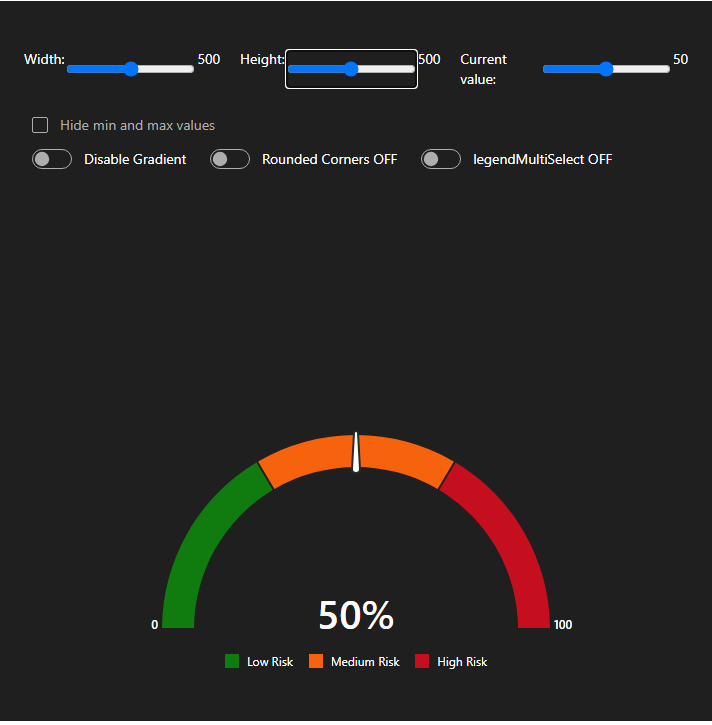 Width: 500 Height: 500 Current value: 50
Hide min and max values
Disable Gradient Rounded Corners OFF legendMultiSelect OFF
50%
0 100
Low Risk Medium Risk High Risk